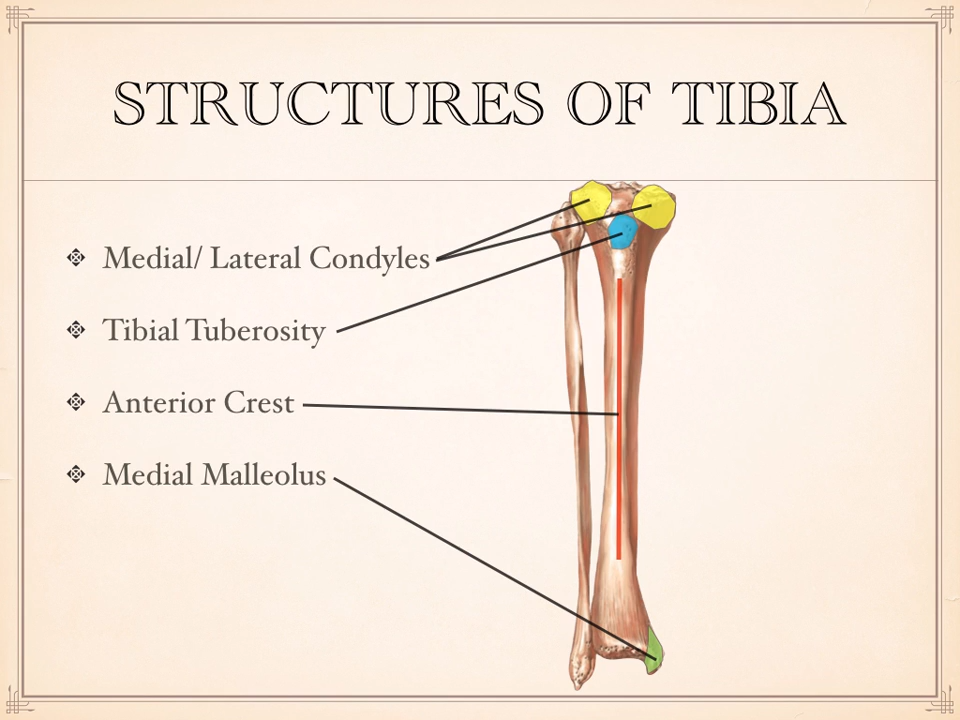 STRUCTURES OF TIBIA
Medial/ Lateral Condyles
Tibial Tuberosity
Anterior Crest
Medial Malleolus